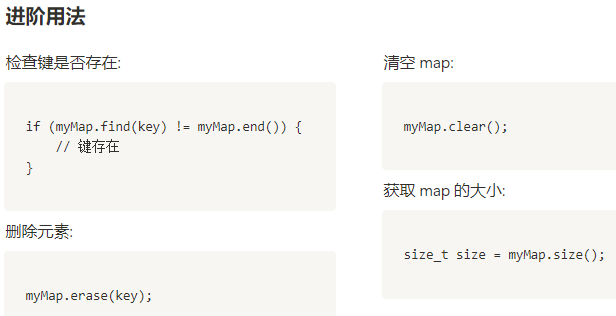 进阶用法
检查键是否存在:
if (myMap.find(key) != myMap.end()) {
    // 键存在
}
删除元素:
myMap.erase(key);
清空 map:
myMap.clear();
获取 map 的大小:
size_t size = myMap.size();